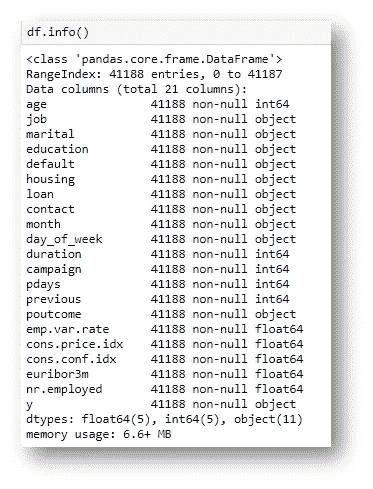 df.info()
<class 'pandas.core.frame.DataFrame'>
RangeIndex: 41188 entries, 0 to 41187
Data columns (total 21 columns):
age 41188 non-null int64
job 41188 non-null object
marital 41188 non-null object
education 41188 non-null object
default 41188 non-null object
housing 41188 non-null object
loan 41188 non-null object
contact 41188 non-null object
month 41188 non-null object
day_of_week 41188 non-null object
duration 41188 non-null int64
campaign 41188 non-null int64
pdays 41188 non-null int64
previous 41188 non-null int64
poutcome 41188 non-null object
emp.var.rate 41188 non-null float64
cons.price.idx 41188 non-null float64
cons.conf.idx 41188 non-null float64
euribor3m 41188 non-null float64
nr.employed 41188 non-null float64
y 41188 non-null object
dtypes: float64(5), int64(5), object(11)
memory usage: 6.6+ MB